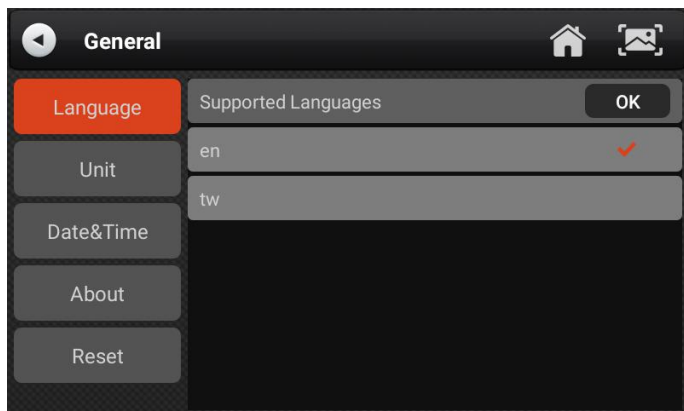 General
Language
Supported Languages
OK
en
Unit
tw
Date&Time
About
Reset